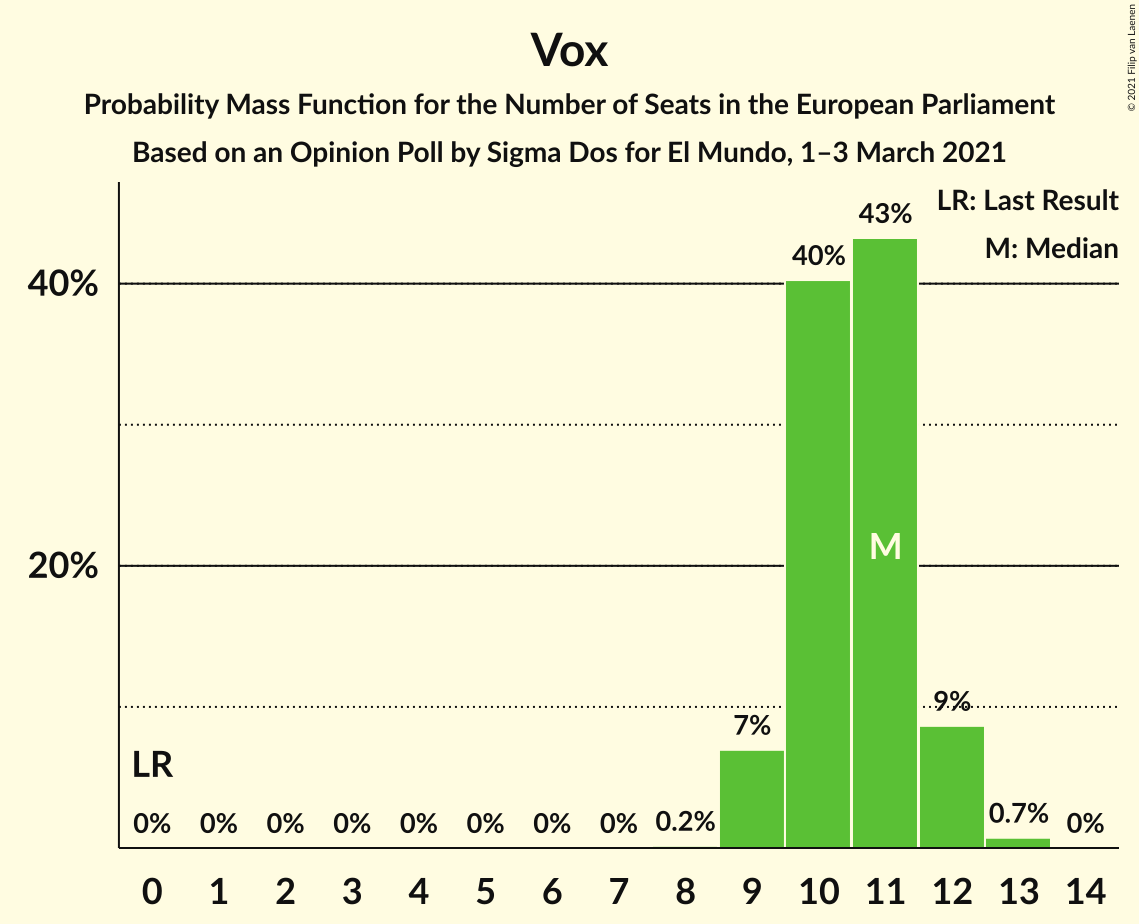 Vox
Probability Mass Function for the Number of Seats in the European Parliament
Based on an Opinion Poll by Sigma Dos for El Mundo, 1–3 March 2021
© 2021 Filip van Laenen
LR: Last Result
M: Median
40%
20%
43%
40%
M
9%
7%
LR
0% 0% 0% 0% 0% 0% 0% 0% 0.2% 0.7% 0%
0 1 2 3 4 5 6 7 8 9 10 11 12 13 14